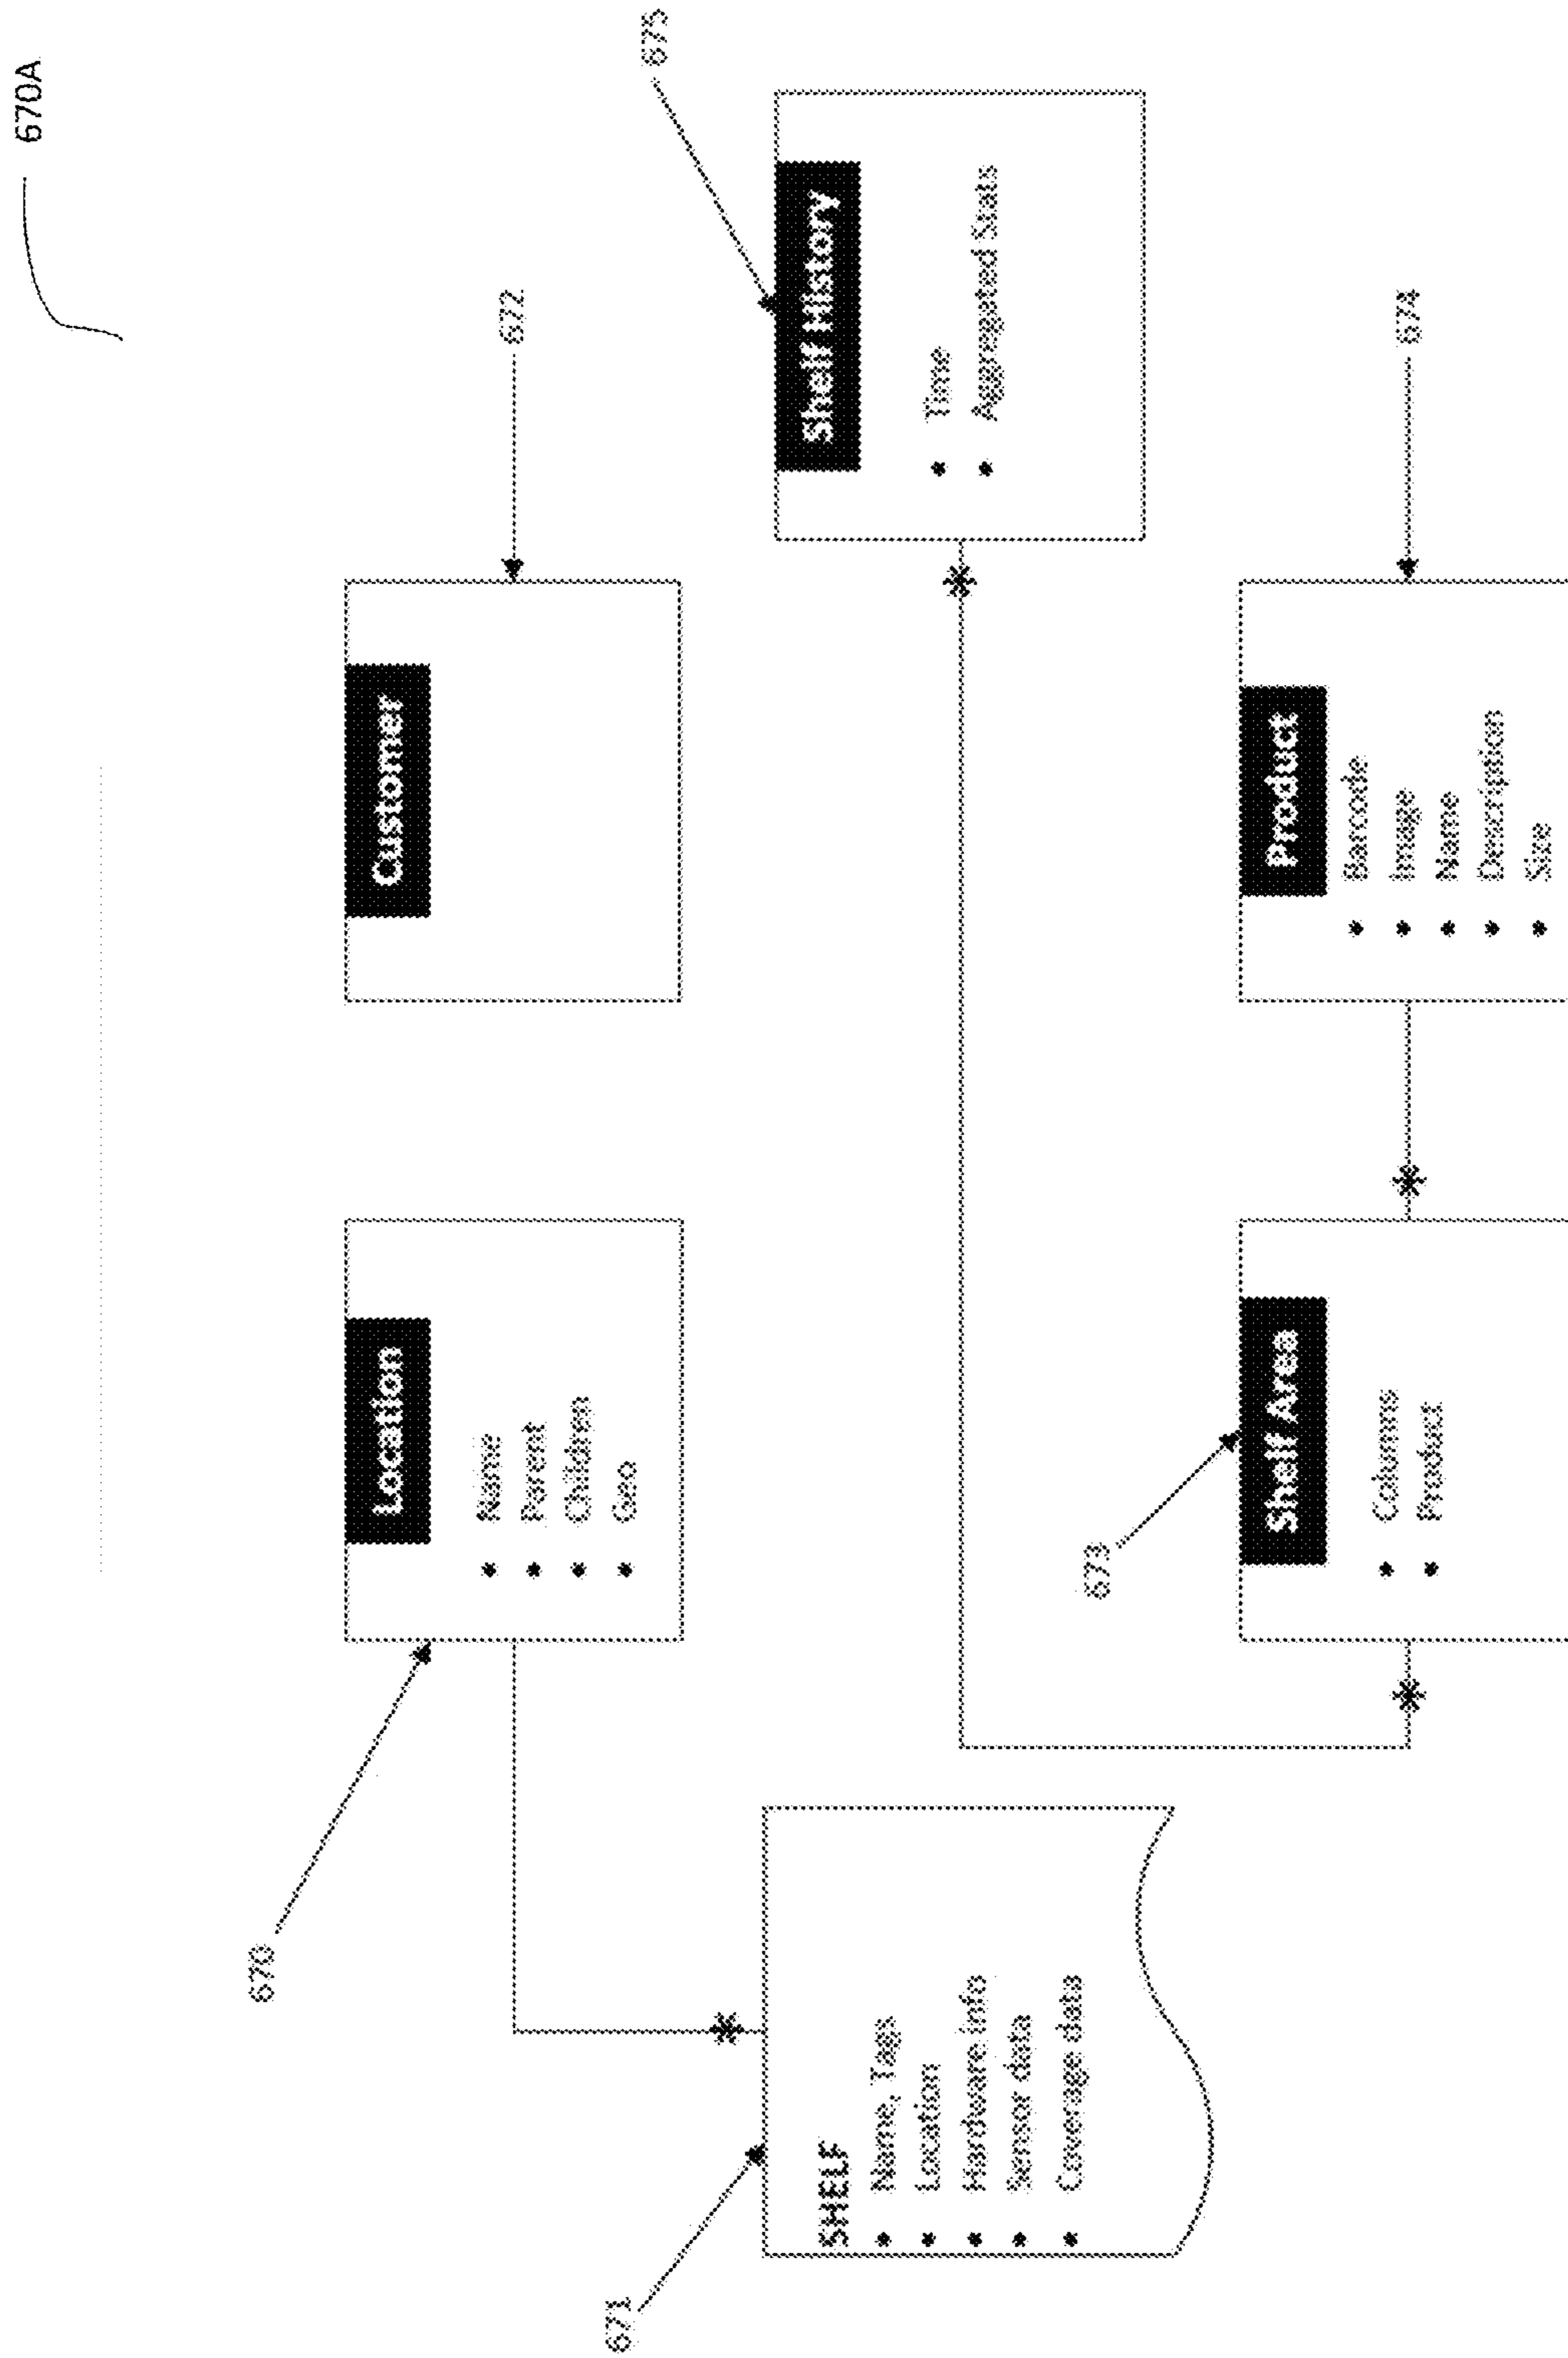 670A
670
Location
• Name
• Parent
• Children
• Geo
Customer
672
671
SHELF
• Name, Tags
• Location
• Hardware info
• Sensor data
• Coverage data
675
Shelf History
• Time
• Aggregated Stats
673
Shelf Area
• Columns
• Product
Product
• Barcode
• Image
• Name
• Description
• Size
674